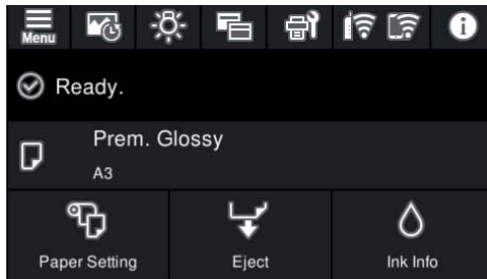 Menu
Ready.
Prem. Glossy
A3
Paper Setting
Eject
Ink Info